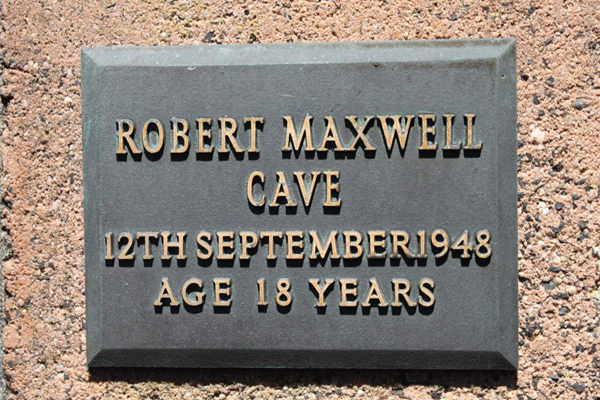 ROBERT MAXWELL
CAVE
12TH SEPTEMBER 1948
AGE 18 YEARS